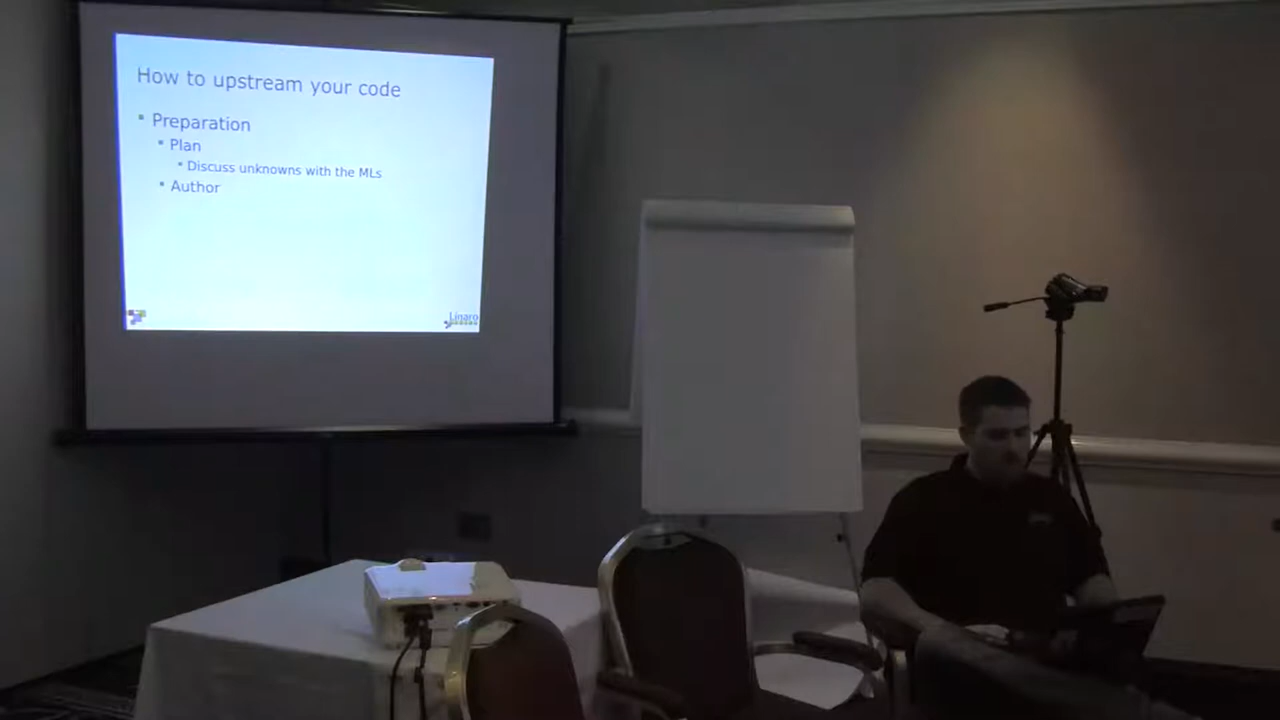 How to upstream your code
Preparation
Plan
Discuss unknowns with the MLs
Author
Linaro